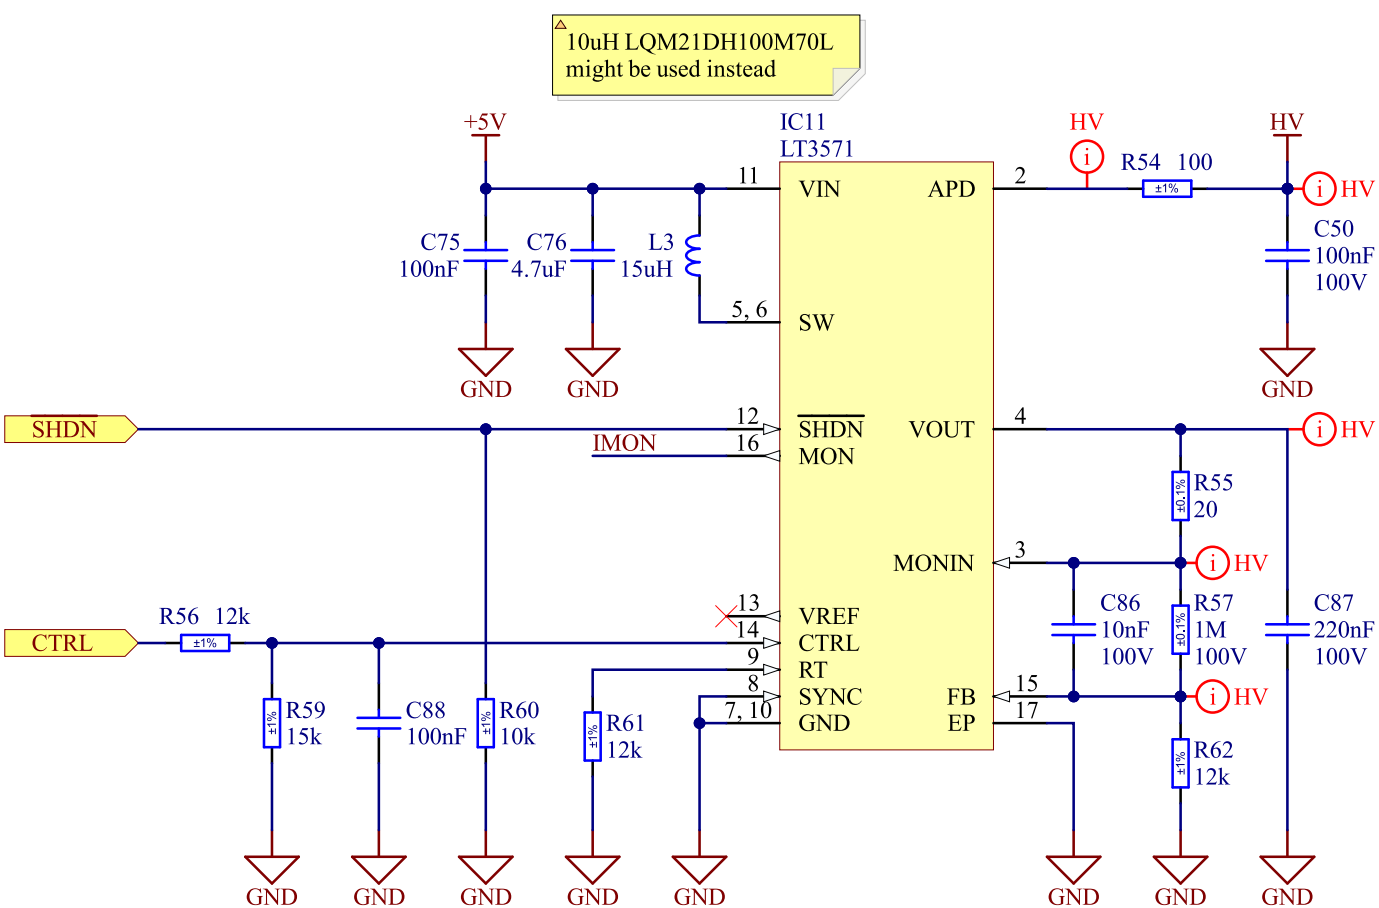 10uH LQM21DH100M70L
might be used instead
+5V
IC11
LT3571
HV
HV
11
VIN
APD
2
R54 100
±1%
i
i HV
C75
100nF
C76
4.7uF
L3
15uH
C50
100nF
100V
5, 6
SW
GND
GND
GND
SHDN
12
SHDN
VOUT
4
i HV
IMON
16
MON
±0.1%
R55
20
MONIN
3
i HV
13
VREF
C86
10nF
100V
±0.1%
R57
1M
100V
C87
220nF
100V
CTRL
R56 12k
±1%
14
CTRL
9
RT
8
SYNC
FB
15
i HV
7, 10
GND
EP
17
±1%
R59
15k
C88
100nF
±1%
R60
10k
±1%
R61
12k
±1%
R62
12k
GND
GND
GND
GND
GND
GND
GND
GND